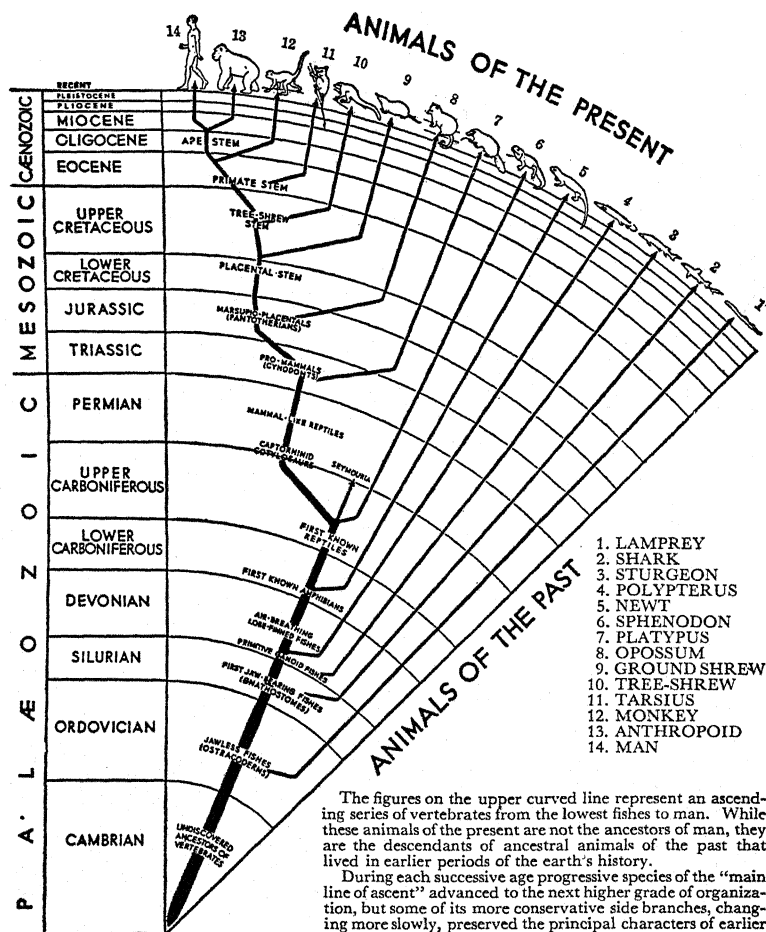 ANIMALS OF THE PRESENT
14
13
12
11
10
9
8
7
6
5
4
3
2
1
CÆNOZOIC
RECENT
PLEISTOCENE
PLIOCENE
MIOCENE
OLIGOCENE
EOCENE
MESOZOIC
UPPER
CRETACEOUS
LOWER
CRETACEOUS
JURASSIC
TRIASSIC
PALÆOZOIC
PERMIAN
UPPER
CARBONIFEROUS
LOWER
CARBONIFEROUS
DEVONIAN
SILURIAN
ORDOVICIAN
CAMBRIAN
APE STEM
PRIMATE STEM
TREE-SHREW
STEM
PLACENTAL-STEM
MARSUPIO-PLACENTALS
(PANTOTHERIANS)
PRO-MAMMALS
(CYNODONTS)
MAMMAL-LIKE REPTILES
CAPTORHINID
COTYLOSAURS
SEYMOURIA
FIRST KNOWN
REPTILES
FIRST KNOWN AMPHIBIANS
AIR-BREATHING
LOBE-FINNED FISHES
PRIMITIVE GANOID FISHES
FIRST JAW-BEARING FISHES
(GNATHOSTOMES)
JAWLESS FISHES
(OSTRACODERMS)
UNDISCOVERED
ANCESTORS OF
VERTEBRATES
ANIMALS OF THE PAST
1. LAMPREY
2. SHARK
3. STURGEON
4. POLYPTERUS
5. NEWT
6. SPHENODON
7. PLATYPUS
8. OPOSSUM
9. GROUND SHREW
10. TREE-SHREW
11. TARSIUS
12. MONKEY
13. ANTHROPOID
14. MAN
The figures on the upper curved line represent an ascend-
ing series of vertebrates from the lowest fishes to man. While
these animals of the present are not the ancestors of man, they
are the descendants of ancestral animals of the past that
lived in earlier periods of the earth's history.
During each successive age progressive species of the "main
line of ascent" advanced to the next higher grade of organiza-
tion, but some of its more conservative side branches, chang-
ing more slowly, preserved the principal characters of earlier